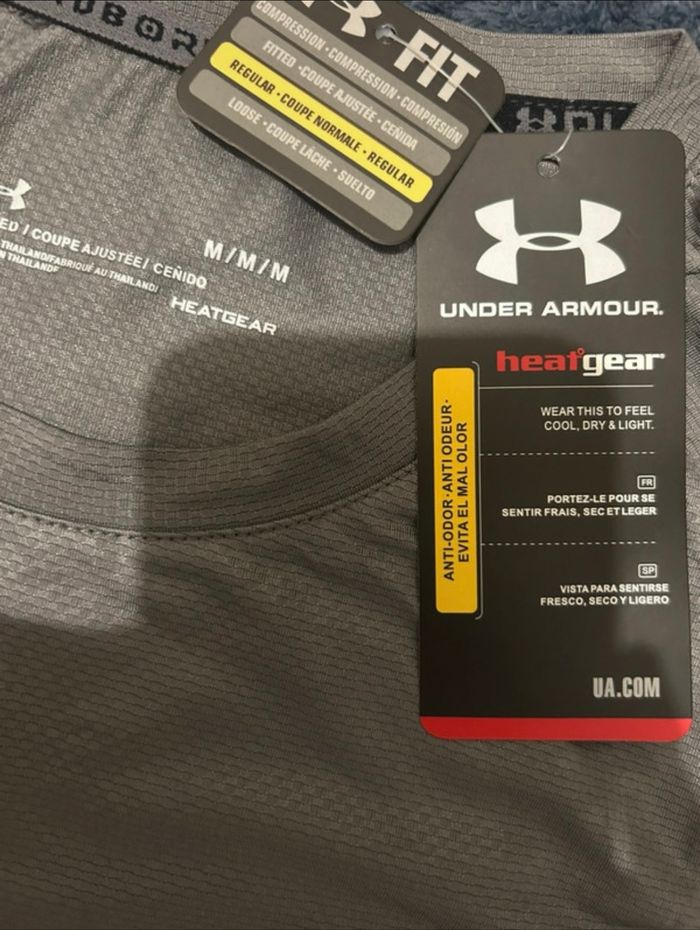 FIT
COMPRESSION · COMPRESSION · COMPRESIÓN
FITTED · COUPE AJUSTÉE · CEÑIDA
REGULAR · COUPE NORMALE · REGULAR
LOOSE · COUPE LÂCHE · SUELTO
M / M / M
ED / COUPE AJUSTÉE / CEÑIDO
THAILAND/FABRIQUÉ AU THAILAND/
N THAILANDE
HEATGEAR
UNDER ARMOUR.
heatgear
ANTI-ODOR · ANTI ODEUR ·
EVITA EL MAL OLOR
WEAR THIS TO FEEL
COOL, DRY & LIGHT.
FR
PORTEZ-LE POUR SE
SENTIR FRAIS, SEC ET LEGER
SP
VISTA PARA SENTIRSE
FRESCO, SECO Y LIGERO
UA.COM